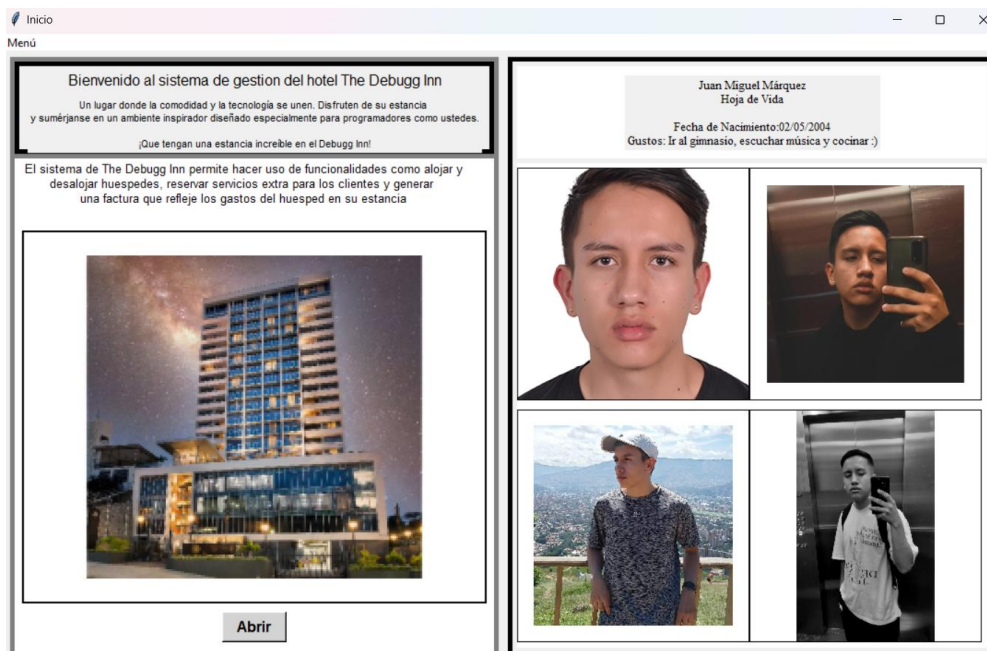 Inicio
Menú
Bienvenido al sistema de gestion del hotel The Debugg Inn
Un lugar donde la comodidad y la tecnología se unen. Disfruten de su estancia
y sumérjanse en un ambiente inspirador diseñado especialmente para programadores como ustedes.
¡Que tengan una estancia increíble en el Debugg Inn!
El sistema de The Debugg Inn permite hacer uso de funcionalidades como alojar y
desalojar huespedes, reservar servicios extra para los clientes y generar
una factura que refleje los gastos del huesped en su estancia
Abrir
Juan Miguel Márquez
Hoja de Vida
Fecha de Nacimiento:02/05/2004
Gustos: Ir al gimnasio, escuchar música y cocinar :)